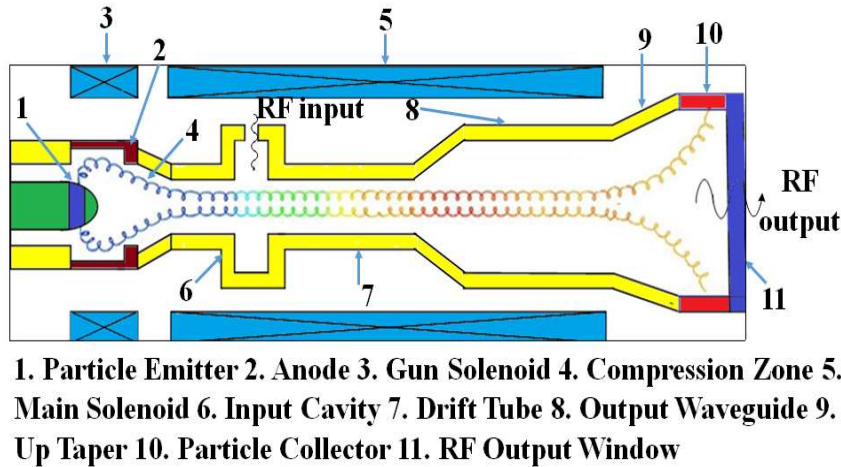 3
5
9
10
2
RF input
8
1
4
RF
output
6
7
11
1. Particle Emitter 2. Anode 3. Gun Solenoid 4. Compression Zone 5.
Main Solenoid 6. Input Cavity 7. Drift Tube 8. Output Waveguide 9.
Up Taper 10. Particle Collector 11. RF Output Window